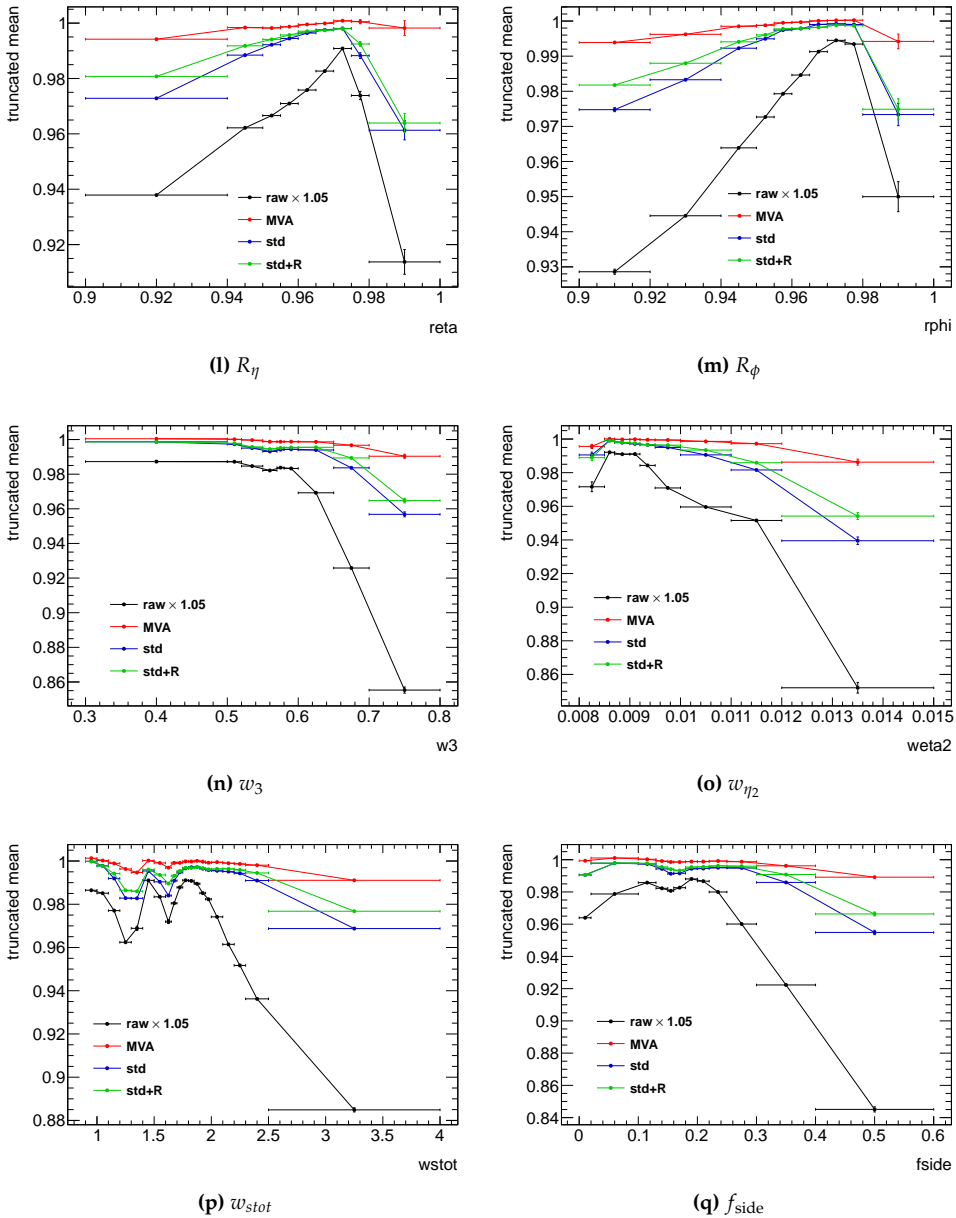 truncated mean
1
0.98
0.96
0.94
0.92
raw × 1.05
MVA
std
std+R
0.9 0.92 0.94 0.96 0.98 1
reta
(l) Rη
truncated mean
1
0.99
0.98
0.97
0.96
0.95
0.94
0.93
raw × 1.05
MVA
std
std+R
0.9 0.92 0.94 0.96 0.98 1
rphi
(m) Rϕ
truncated mean
1
0.98
0.96
0.94
0.92
0.9
0.88
0.86
raw × 1.05
MVA
std
std+R
0.3 0.4 0.5 0.6 0.7 0.8
w3
(n) w3
truncated mean
1
0.98
0.96
0.94
0.92
0.9
0.88
0.86
raw × 1.05
MVA
std
std+R
0.008 0.009 0.01 0.011 0.012 0.013 0.014 0.015
weta2
(o) wη2
truncated mean
1
0.98
0.96
0.94
0.92
0.9
0.88
raw × 1.05
MVA
std
std+R
1 1.5 2 2.5 3 3.5 4
wstot
(p) wstot
truncated mean
1
0.98
0.96
0.94
0.92
0.9
0.88
0.86
0.84
raw × 1.05
MVA
std
std+R
0 0.1 0.2 0.3 0.4 0.5 0.6
fside
(q) fside